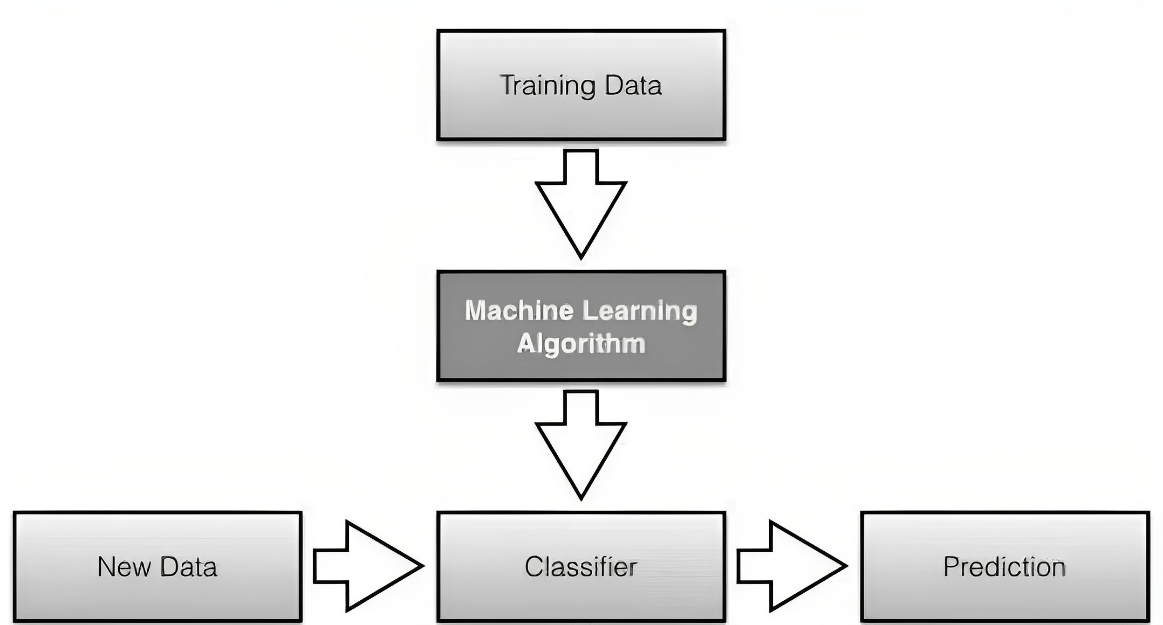 Training Data
Machine Learning
Algorithm
New Data
Classifier
Prediction